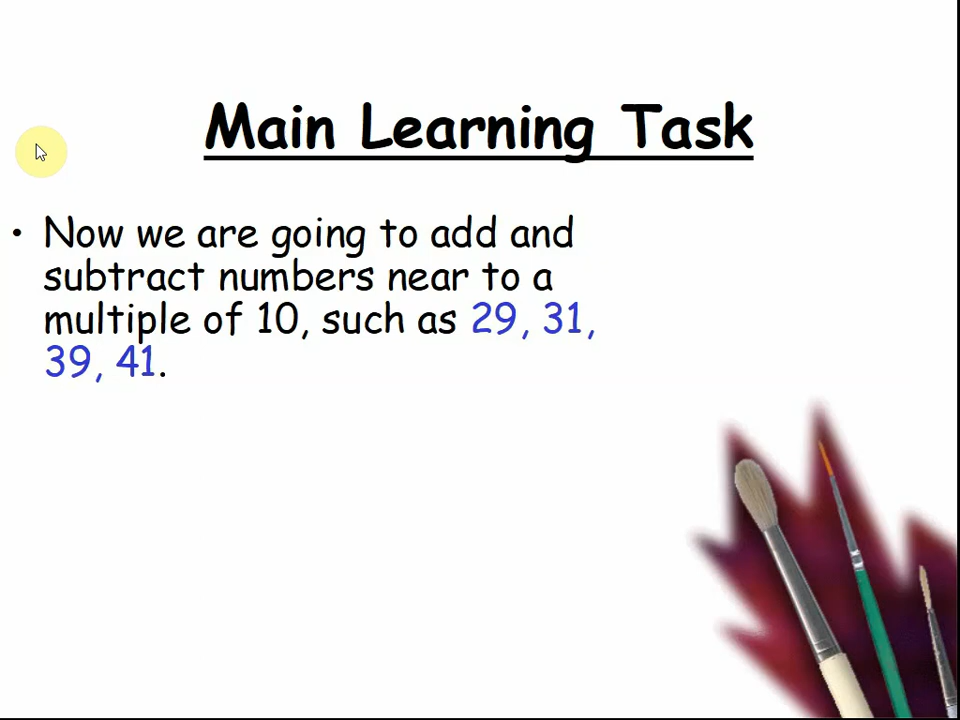 Main Learning Task
• Now we are going to add and
subtract numbers near to a
multiple of 10, such as 29, 31,
39, 41.